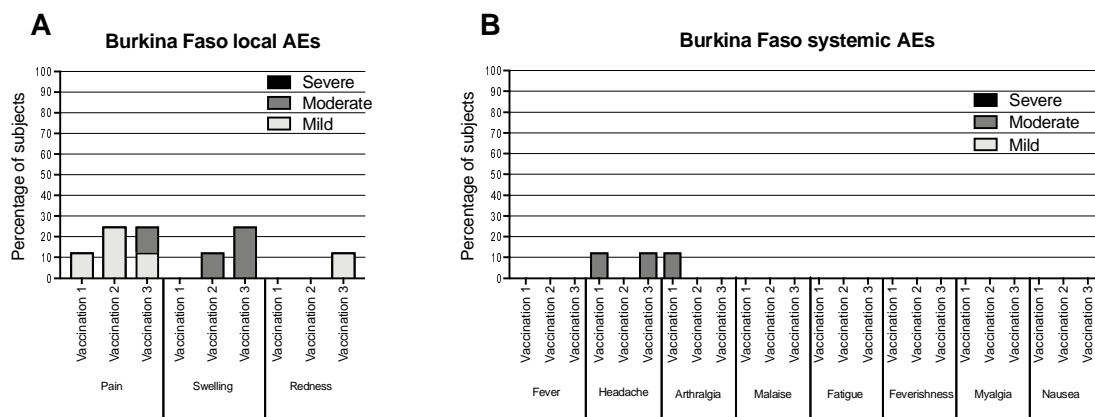 A
Burkina Faso local AEs
Percentage of subjects
100
90
80
70
60
50
40
30
20
10
0
Severe
Moderate
Mild
Vaccination 1
Vaccination 2
Vaccination 3
Vaccination 1
Vaccination 2
Vaccination 3
Vaccination 1
Vaccination 2
Vaccination 3
Pain
Swelling
Redness
B
Burkina Faso systemic AEs
Percentage of subjects
100
90
80
70
60
50
40
30
20
10
0
Severe
Moderate
Mild
Vaccination 1
Vaccination 2
Vaccination 3
Vaccination 1
Vaccination 2
Vaccination 3
Vaccination 1
Vaccination 2
Vaccination 3
Vaccination 1
Vaccination 2
Vaccination 3
Vaccination 1
Vaccination 2
Vaccination 3
Vaccination 1
Vaccination 2
Vaccination 3
Vaccination 1
Vaccination 2
Vaccination 3
Vaccination 1
Vaccination 2
Vaccination 3
Fever
Headache
Arthralgia
Malaise
Fatigue
Feverishness
Myalgia
Nausea